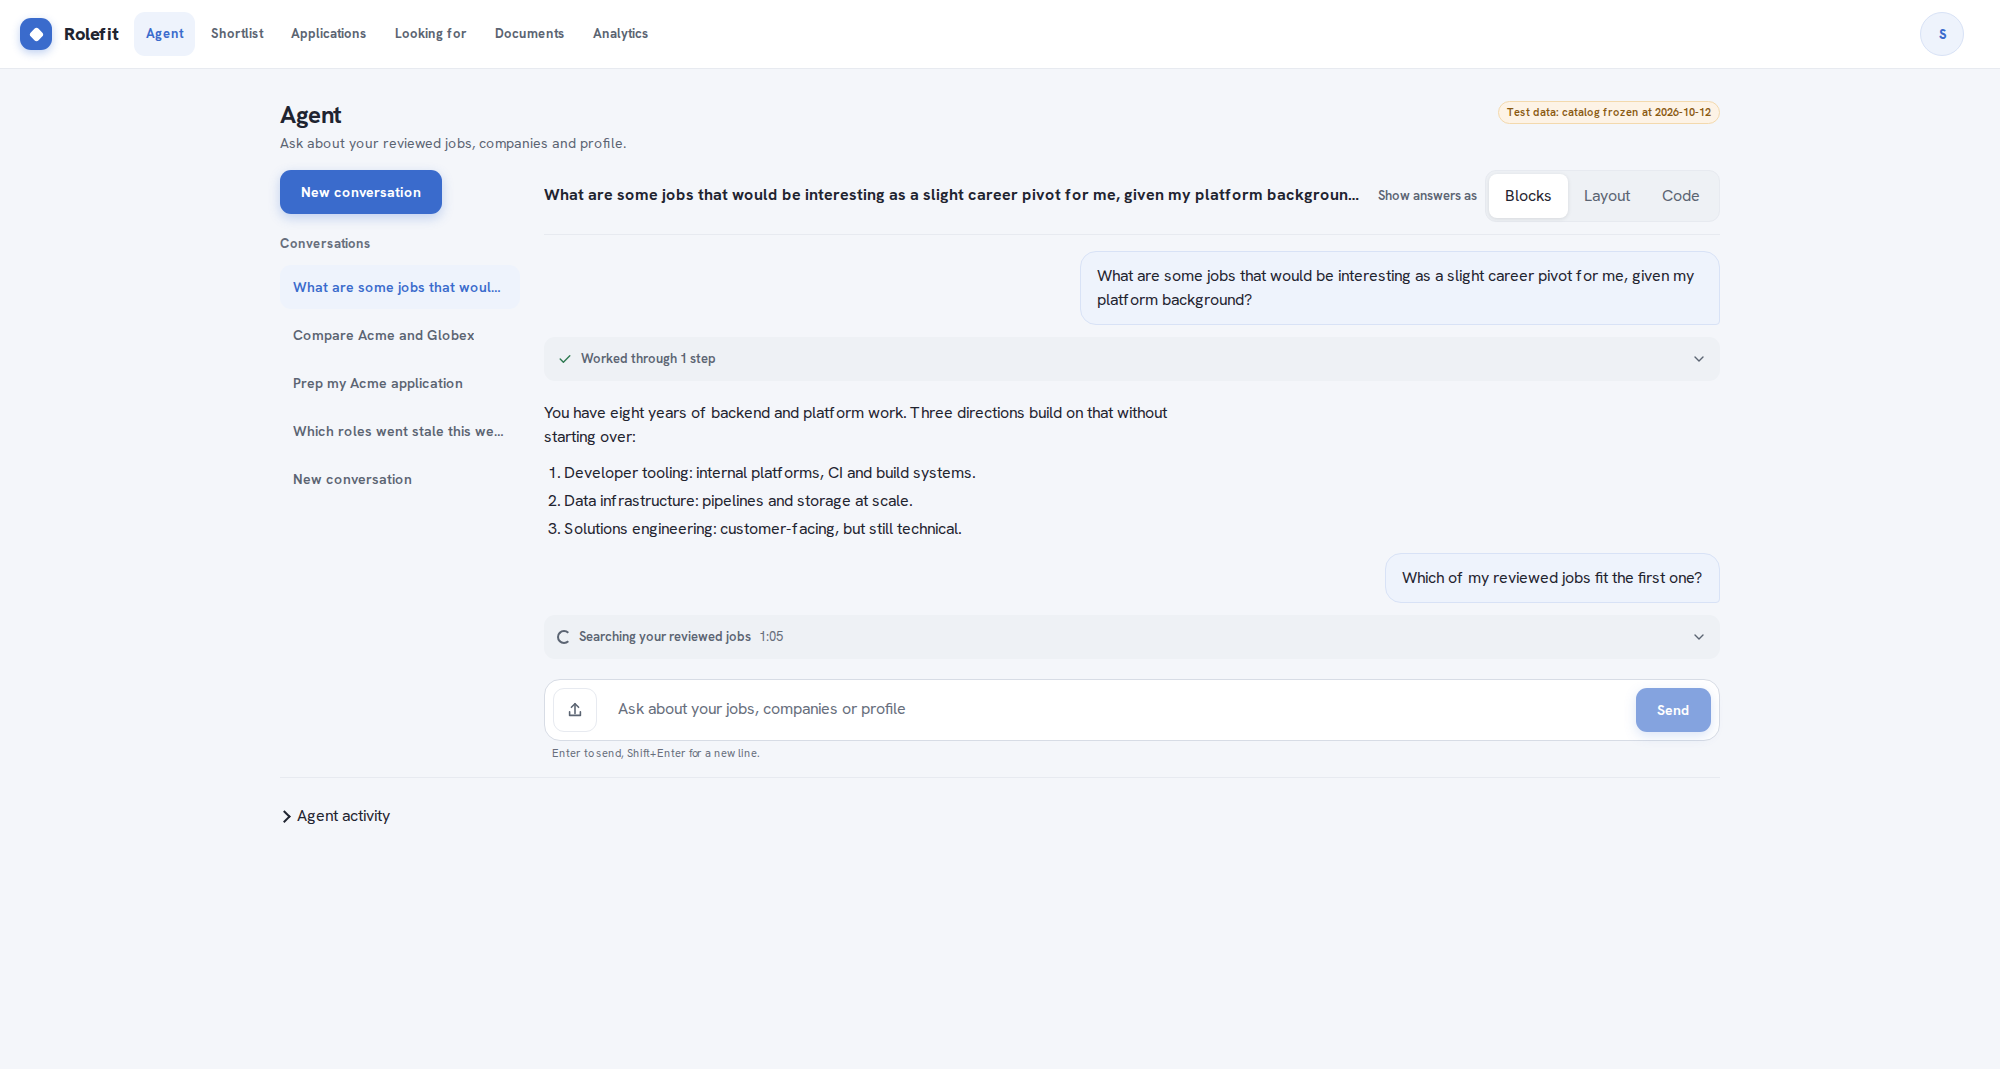 Rolefit
Agent
Shortlist
Applications
Looking for
Documents
Analytics
S
Agent
Test data: catalog frozen at 2026-10-12
Ask about your reviewed jobs, companies and profile.
New conversation
Conversations
What are some jobs that woul...
Compare Acme and Globex
Prep my Acme application
Which roles went stale this we...
New conversation
What are some jobs that would be interesting as a slight career pivot for me, given my platform backgroun...
Show answers as
Blocks
Layout
Code
What are some jobs that would be interesting as a slight career pivot for me, given my
platform background?
Worked through 1 step
You have eight years of backend and platform work. Three directions build on that without
starting over:
1. Developer tooling: internal platforms, CI and build systems.
2. Data infrastructure: pipelines and storage at scale.
3. Solutions engineering: customer-facing, but still technical.
Which of my reviewed jobs fit the first one?
Searching your reviewed jobs 1:05
Ask about your jobs, companies or profile
Send
Enter to send, Shift+Enter for a new line.
Agent activity